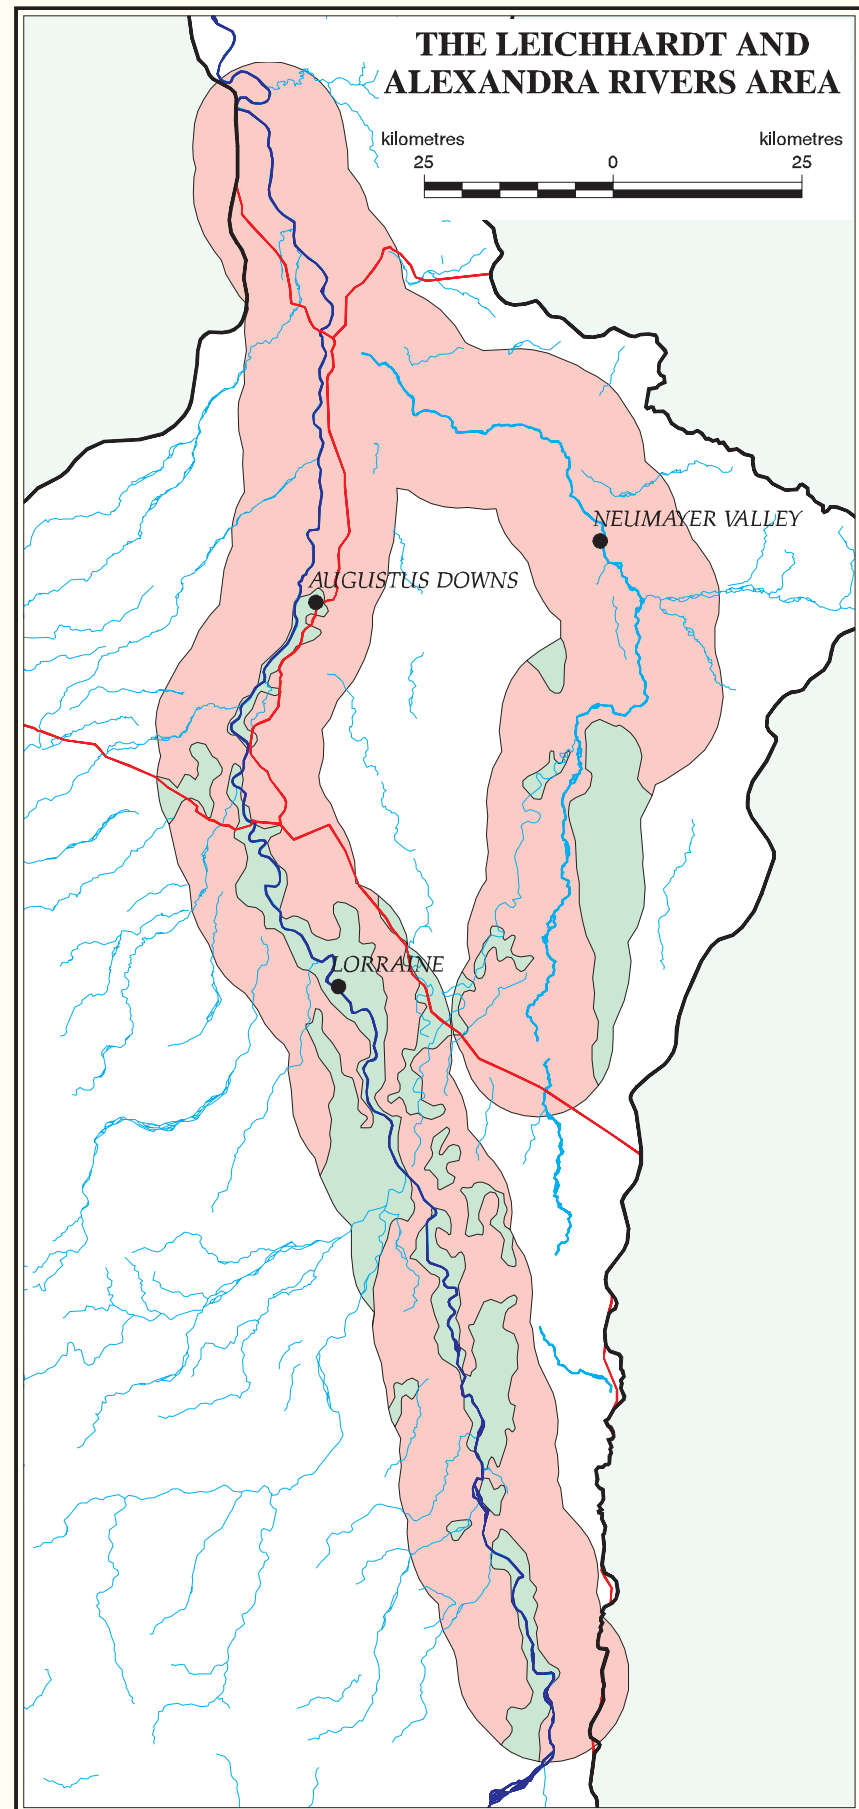 THE LEICHHARDT AND
ALEXANDRA RIVERS AREA
kilometres kilometres
25 0 25
NEUMAYER VALLEY
AUGUSTUS DOWNS
LORRAINE